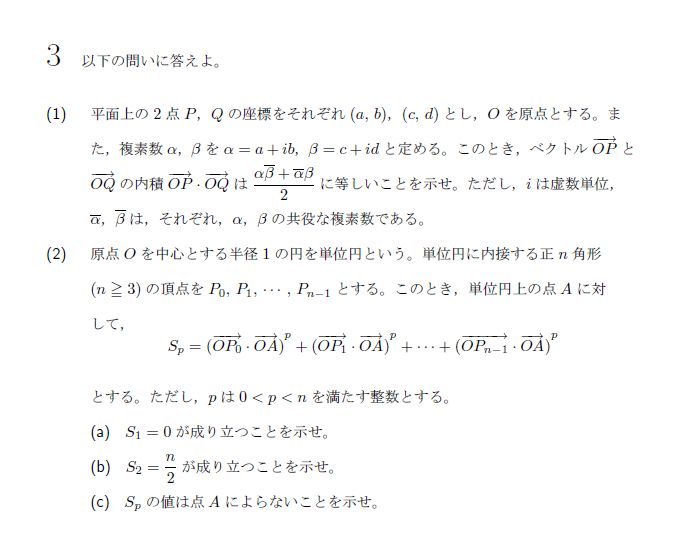 3 以下の問いに答えよ。
(1) 平面上の 2 点 P，Q の座標をそれぞれ (a, b)，(c, d) とし，O を原点とする。ま
た，複素数 α，β を α = a + ib，β = c + id と定める。このとき，ベクトル $\overrightarrow{OP}$ と
$\overrightarrow{OQ}$ の内積 $\overrightarrow{OP} \cdot \overrightarrow{OQ}$ は $\dfrac{\alpha\overline{\beta} + \overline{\alpha}\beta}{2}$ に等しいことを示せ。ただし，i は虚数単位，
$\overline{\alpha}$，$\overline{\beta}$ は，それぞれ，α，β の共役な複素数である。
(2) 原点 O を中心とする半径 1 の円を単位円という。単位円に内接する正 n 角形
(n ≧ 3) の頂点を $P_0, P_1, \cdots, P_{n-1}$ とする。このとき，単位円上の点 A に対
して，
$S_p = (\overrightarrow{OP_0} \cdot \overrightarrow{OA})^p + (\overrightarrow{OP_1} \cdot \overrightarrow{OA})^p + \cdots + (\overrightarrow{OP_{n-1}} \cdot \overrightarrow{OA})^p$
とする。ただし，p は 0 < p < n を満たす整数とする。
(a) $S_1 = 0$ が成り立つことを示せ。
(b) $S_2 = \dfrac{n}{2}$ が成り立つことを示せ。
(c) $S_p$ の値は点 A によらないことを示せ。